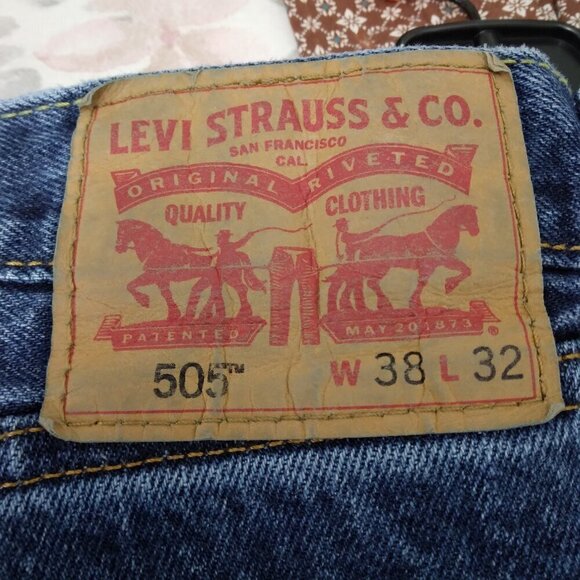 LEVI STRAUSS & CO.
SAN FRANCISCO
CAL.
ORIGINAL RIVETED
QUALITY CLOTHING
PATENTED MAY 20 1873 ®
505™ W 38 L 32